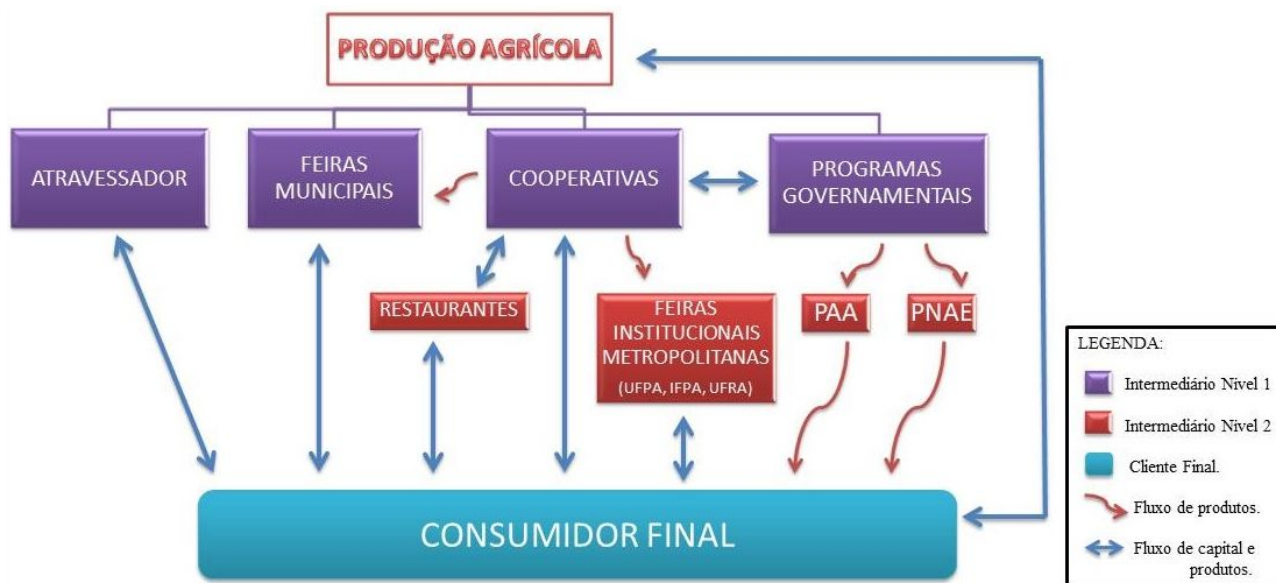 PRODUÇÃO AGRÍCOLA
ATRAVESSADOR
FEIRAS
MUNICIPAIS
COOPERATIVAS
PROGRAMAS
GOVERNAMENTAIS
RESTAURANTES
FEIRAS
INSTITUCIONAIS
METROPOLITANAS
(UFPA, IFPA, UFRA)
PAA
PNAE
CONSUMIDOR FINAL
LEGENDA:
Intermediário Nível 1
Intermediário Nível 2
Cliente Final.
Fluxo de produtos.
Fluxo de capital e
produtos.